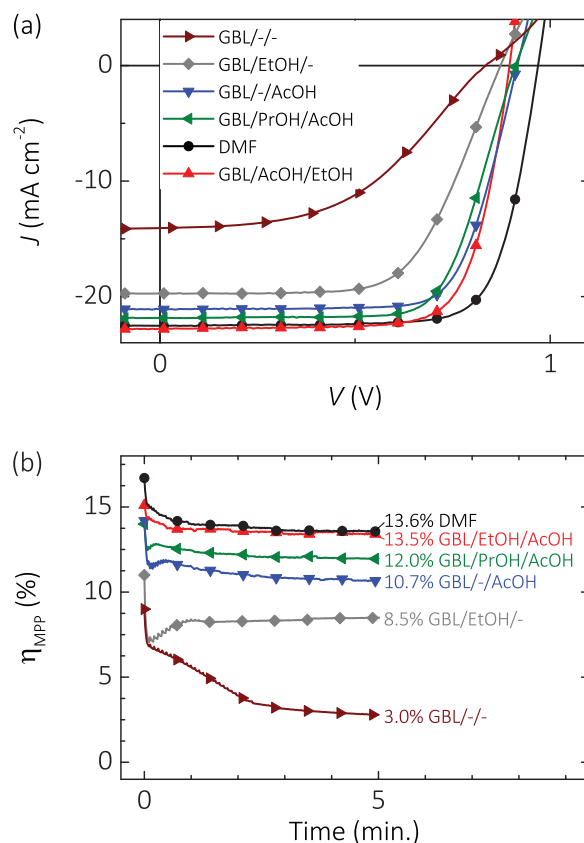 (a)
0
-10
-20
J (mA cm-2)
GBL/-/-
GBL/EtOH/-
GBL/-/AcOH
GBL/PrOH/AcOH
DMF
GBL/AcOH/EtOH
0
1
V (V)
(b)
15
10
5
0
ηMPP (%)
13.6% DMF
13.5% GBL/EtOH/AcOH
12.0% GBL/PrOH/AcOH
10.7% GBL/-/AcOH
8.5% GBL/EtOH/-
3.0% GBL/-/-
0
5
Time (min.)